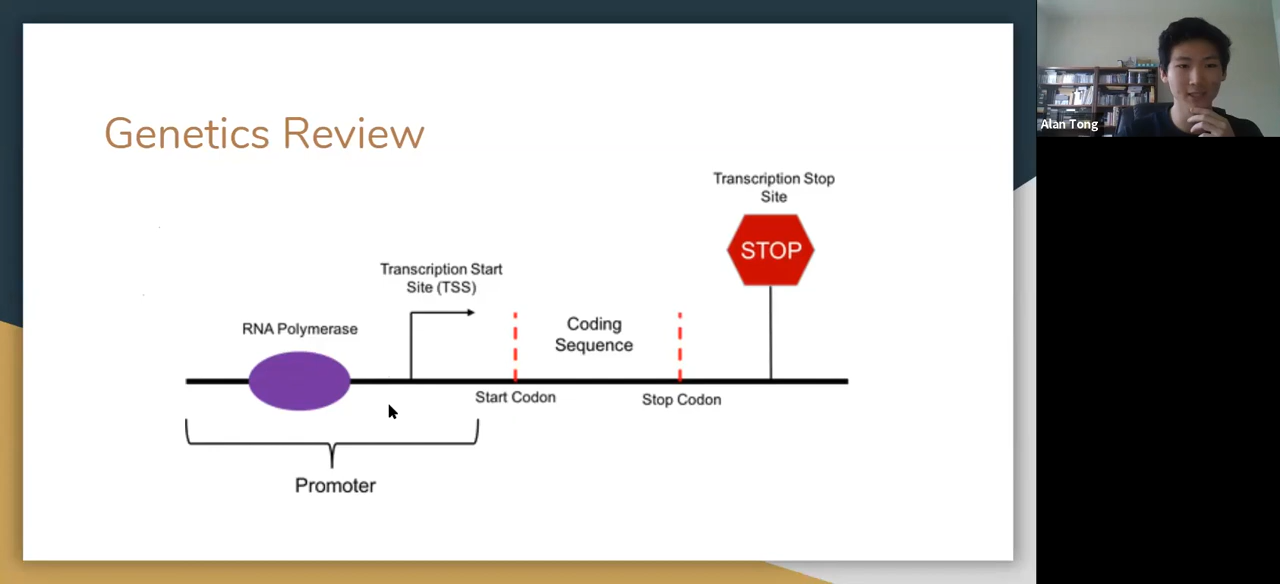 Genetics Review
Transcription Stop
Site
STOP
Transcription Start
Site (TSS)
RNA Polymerase
Coding
Sequence
Start Codon
Stop Codon
Promoter
Alan Tong